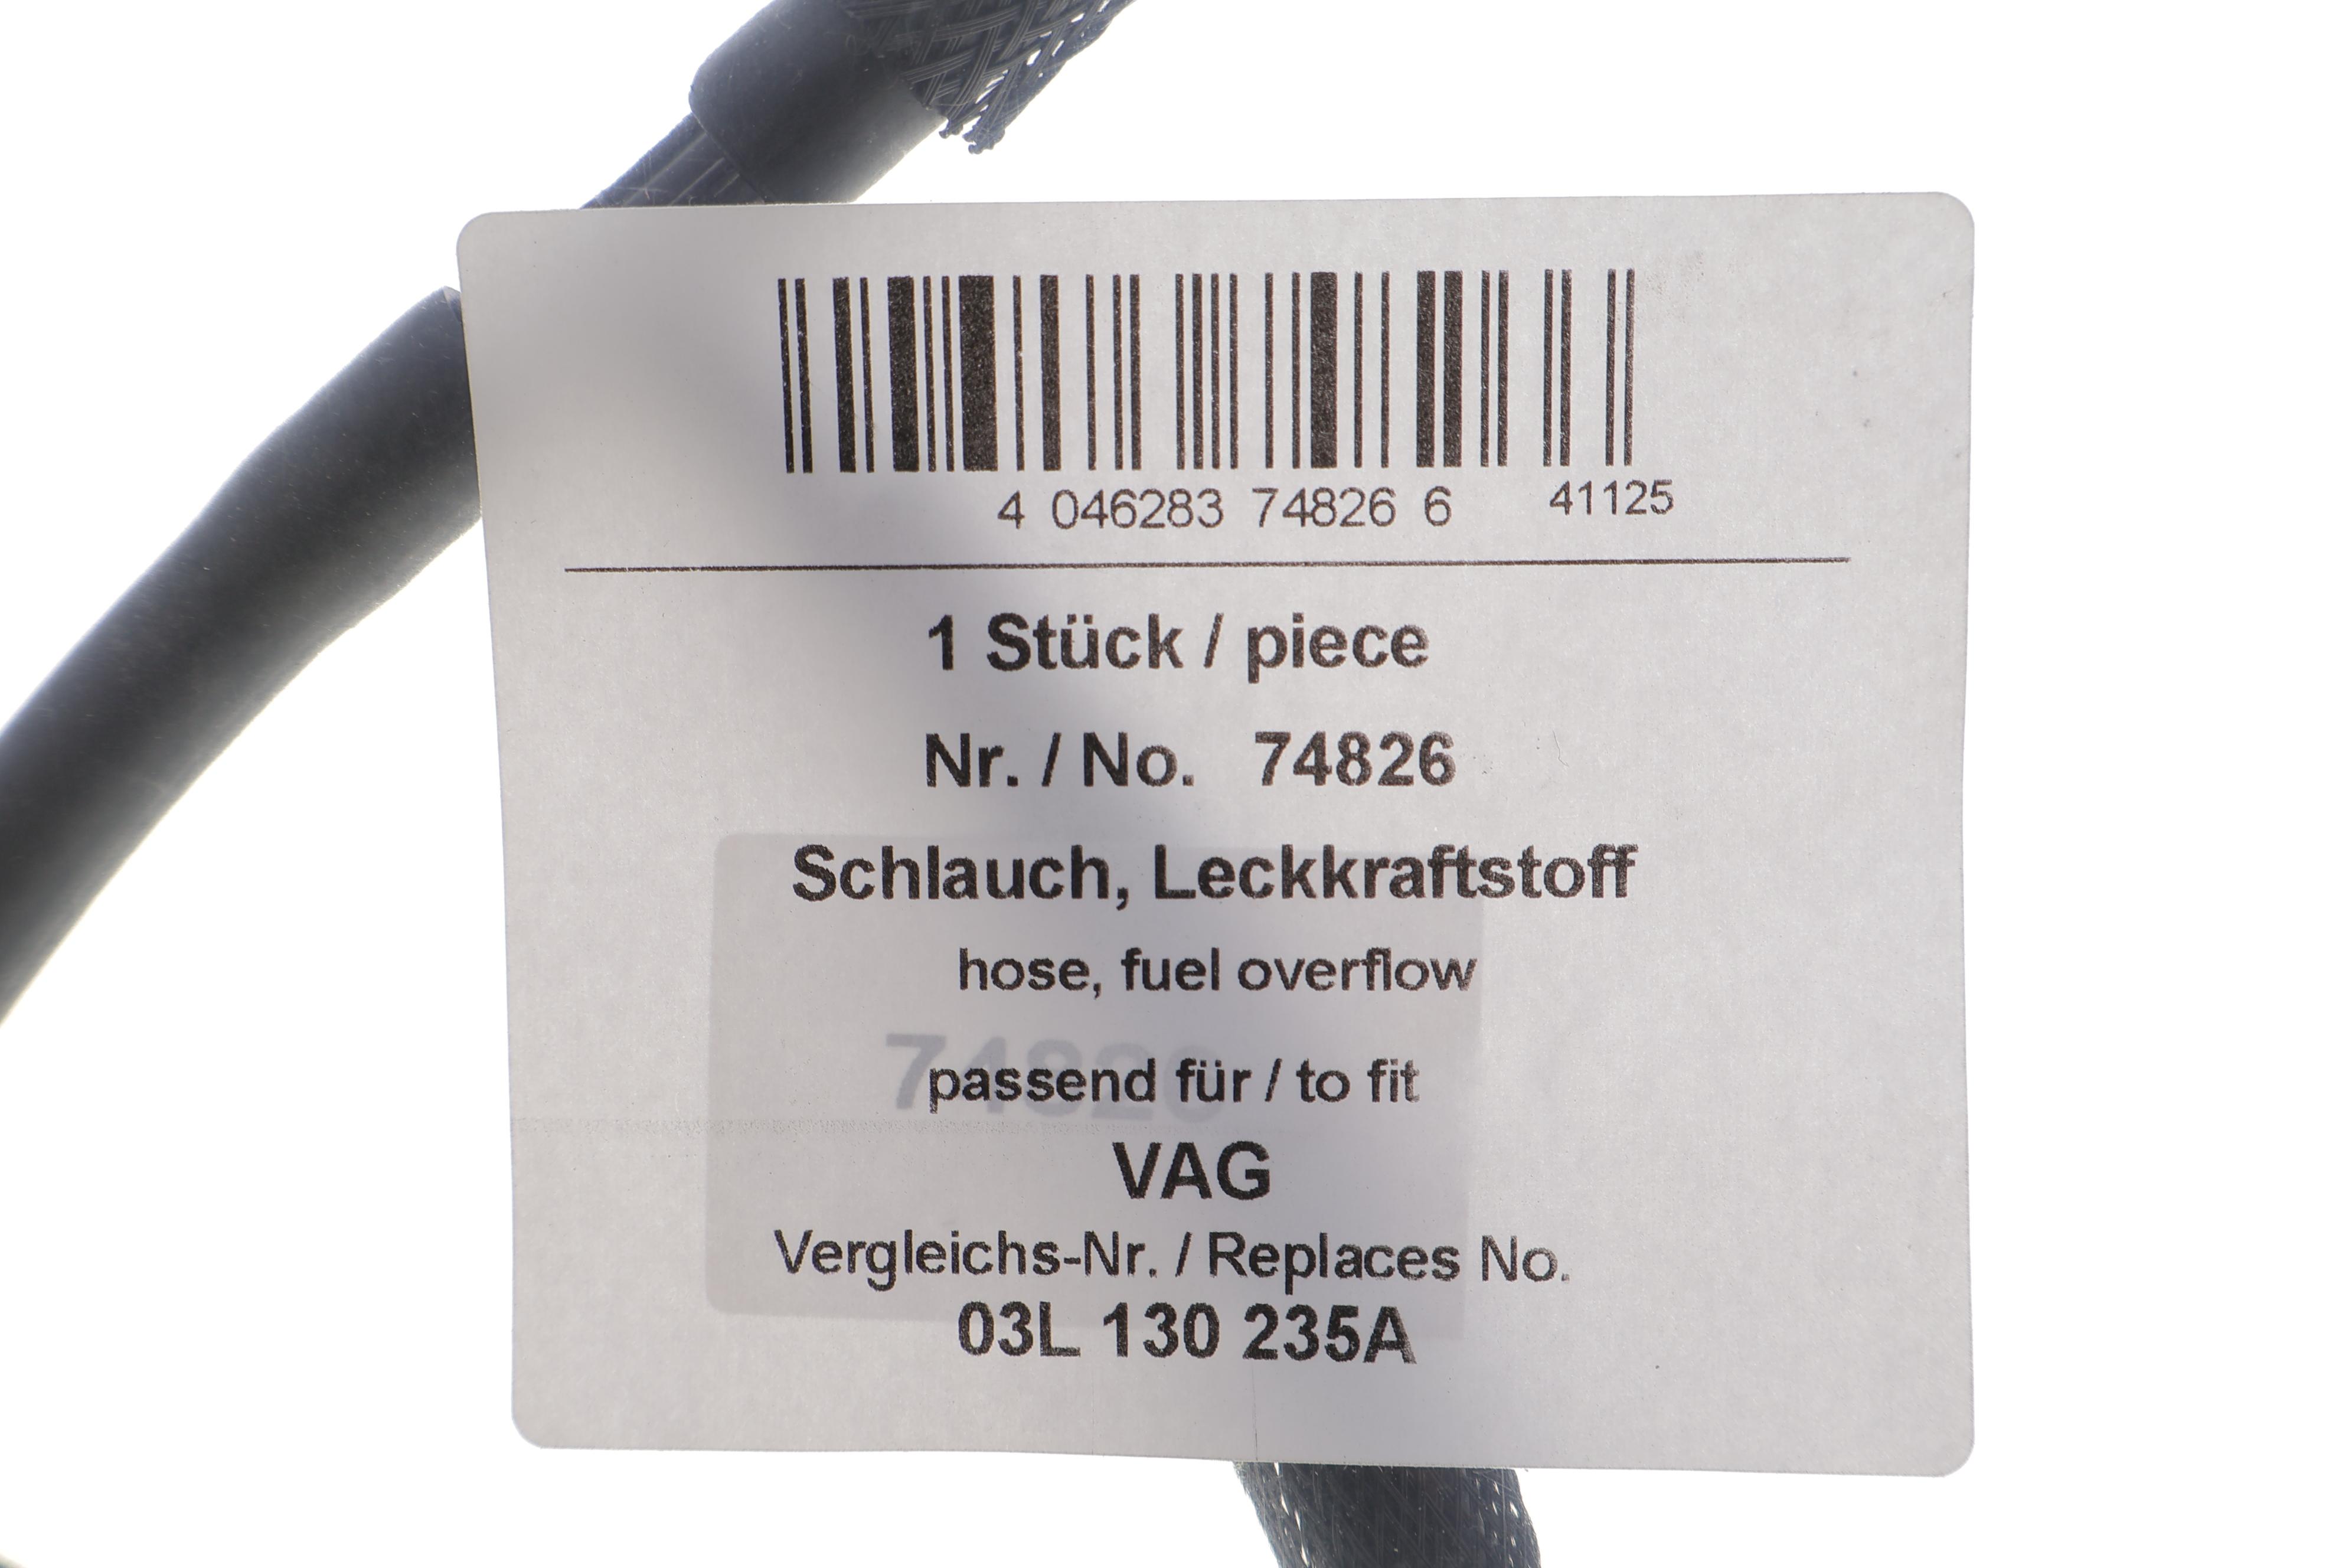 4 046283 74826 6 41125
1 Stück / piece
Nr. / No. 74826
Schlauch, Leckkraftstoff
hose, fuel overflow
74826
passend für / to fit
VAG
Vergleichs-Nr. / Replaces No.
03L 130 235A